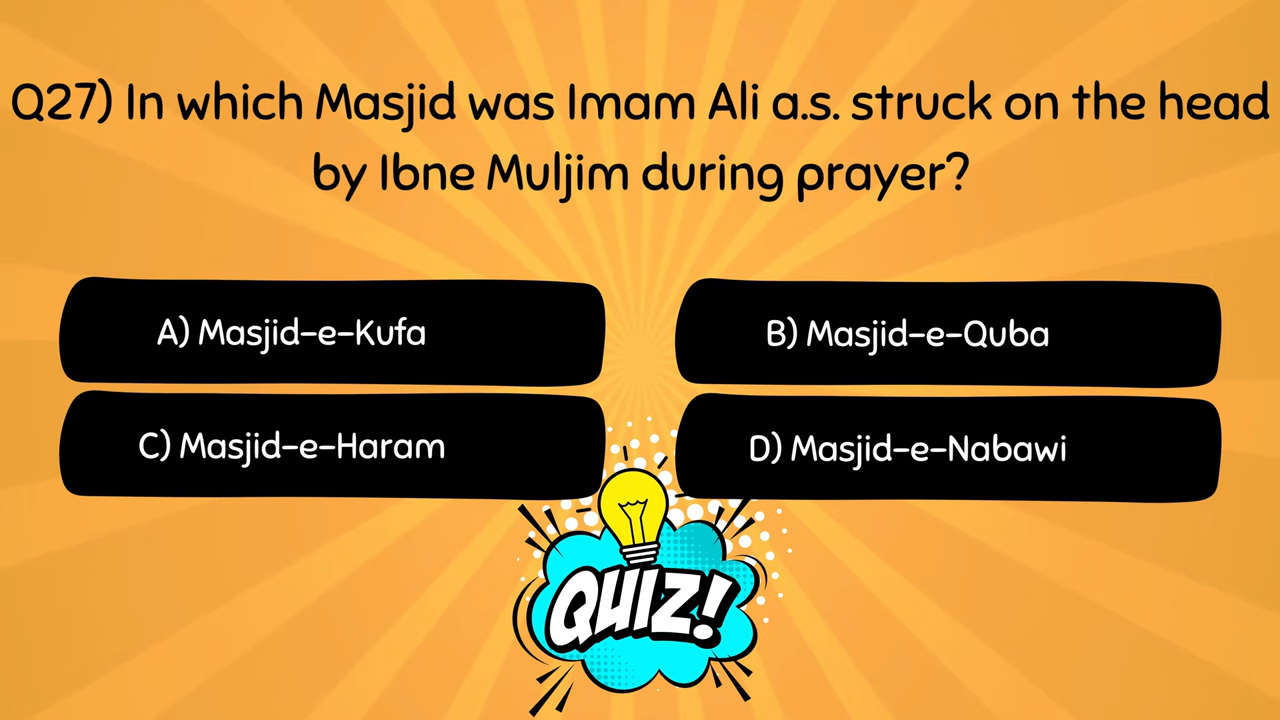 Q27) In which Masjid was Imam Ali a.s. struck on the head
by Ibne Muljim during prayer?
A) Masjid-e-Kufa
B) Masjid-e-Quba
C) Masjid-e-Haram
D) Masjid-e-Nabawi
QUIZ!